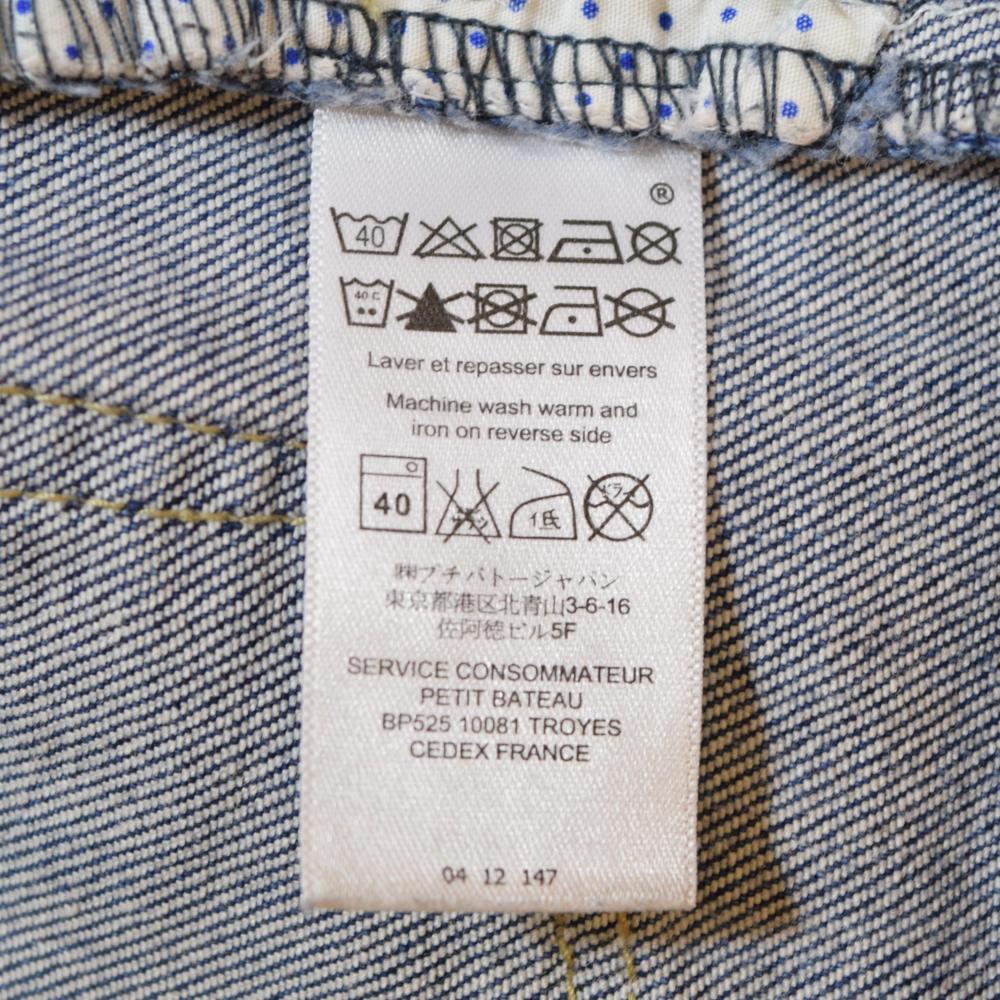 ®
40
40 C
Laver et repasser sur envers
Machine wash warm and
iron on reverse side
40 低
㈱プチバトージャパン
東京都港区北青山3-6-16
佐阿徳ビル5F
SERVICE CONSOMMATEUR
PETIT BATEAU
BP525 10081 TROYES
CEDEX FRANCE
04 12 147